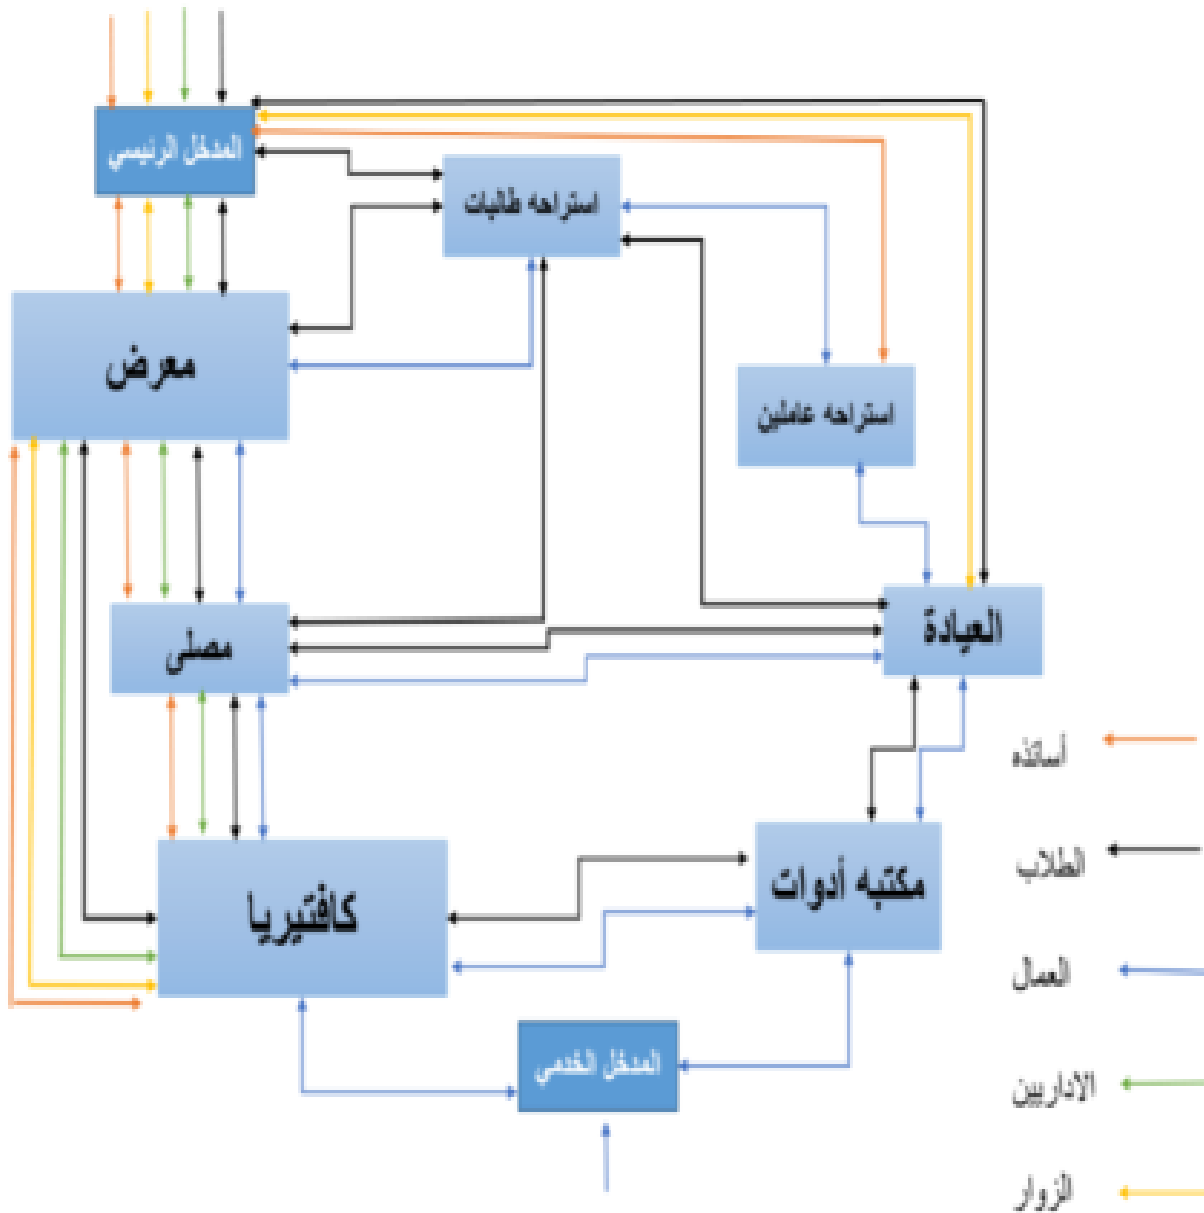 المدخل الرئيسي
استراحه طالبات
معرض
استراحه عاملين
العيادة
مصلى
مكتبه أدوات
كافتيريا
المدخل الخدمي
أساتذه
الطلاب
العمال
الاداريين
الزوار